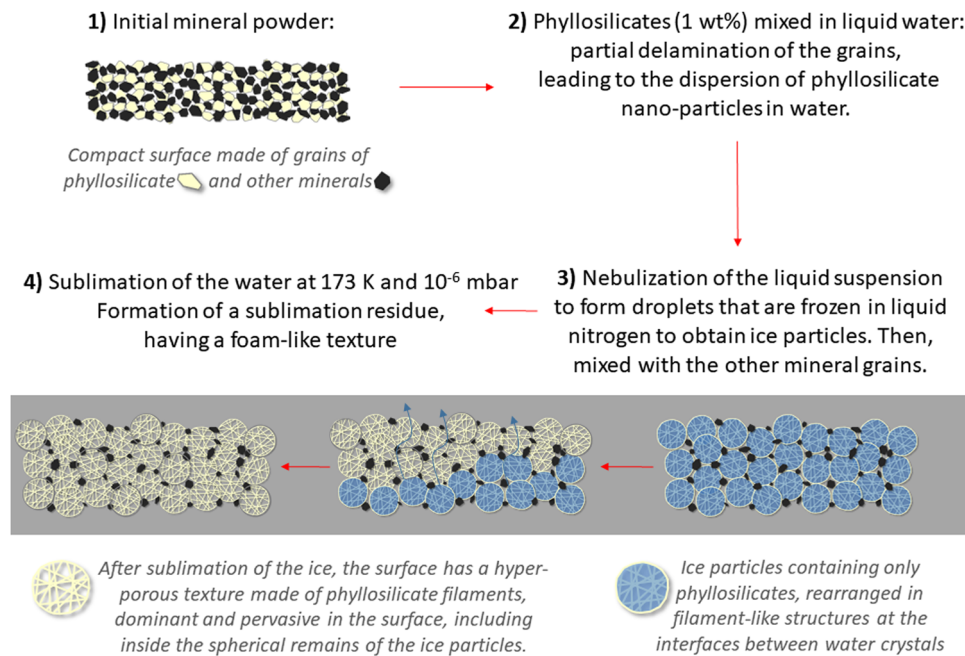 1) Initial mineral powder:
Compact surface made of grains of
phyllosilicate and other minerals
2) Phyllosilicates (1 wt%) mixed in liquid water:
partial delamination of the grains,
leading to the dispersion of phyllosilicate
nano-particles in water.
3) Nebulization of the liquid suspension
to form droplets that are frozen in liquid
nitrogen to obtain ice particles. Then,
mixed with the other mineral grains.
4) Sublimation of the water at 173 K and 10⁻⁶ mbar
Formation of a sublimation residue,
having a foam-like texture
After sublimation of the ice, the surface has a hyper-
porous texture made of phyllosilicate filaments,
dominant and pervasive in the surface, including
inside the spherical remains of the ice particles.
Ice particles containing only
phyllosilicates, rearranged in
filament-like structures at the
interfaces between water crystals